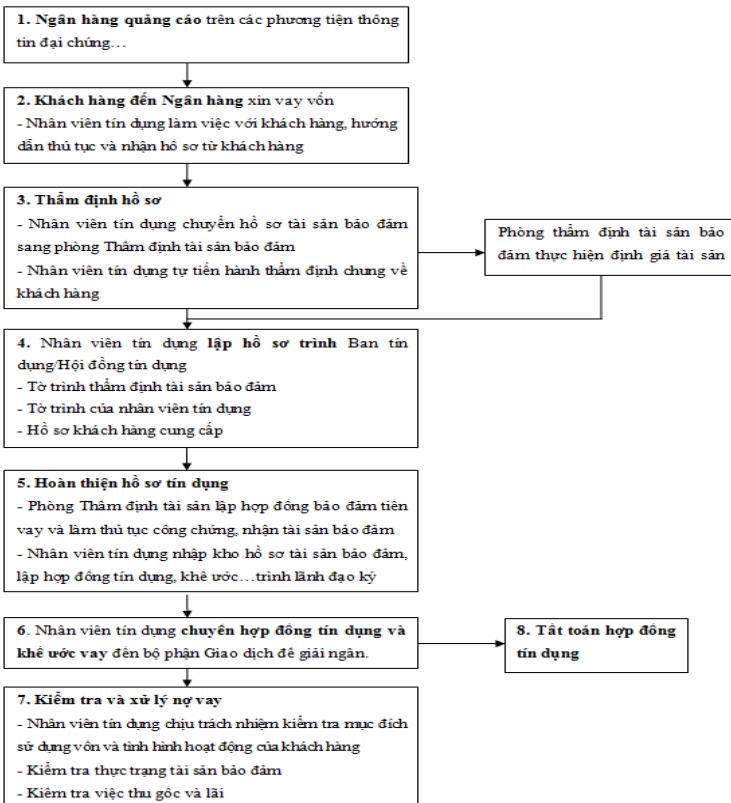 1. Ngân hàng quảng cáo trên các phương tiện thông
tin đại chúng…
2. Khách hàng đến Ngân hàng xin vay vốn
- Nhân viên tín dụng làm việc với khách hàng, hướng
dẫn thủ tục và nhận hồ sơ từ khách hàng
3. Thẩm định hồ sơ
- Nhân viên tín dụng chuyển hồ sơ tài sản bảo đảm
sang phòng Thẩm định tài sản bảo đảm
- Nhân viên tín dụng tự tiến hành thẩm định chung về
khách hàng
Phòng thẩm định tài sản bảo
đảm thực hiện định giá tài sản
4. Nhân viên tín dụng lập hồ sơ trình Ban tín
dụng/Hội đồng tín dụng
- Tờ trình thẩm định tài sản bảo đảm
- Tờ trình của nhân viên tín dụng
- Hồ sơ khách hàng cung cấp
5. Hoàn thiện hồ sơ tín dụng
- Phòng Thẩm định tài sản lập hợp đồng bảo đảm tiền
vay và làm thủ tục công chứng, nhận tài sản bảo đảm
- Nhân viên tín dụng nhập kho hồ sơ tài sản bảo đảm,
lập hợp đồng tín dụng, khế ước…trình lãnh đạo ký
6. Nhân viên tín dụng chuyển hợp đồng tín dụng và
khế ước vay đến bộ phận Giao dịch để giải ngân.
8. Tất toán hợp đồng
tín dụng
7. Kiểm tra và xử lý nợ vay
- Nhân viên tín dụng chịu trách nhiệm kiểm tra mục đích
sử dụng vốn và tình hình hoạt động của khách hàng
- Kiểm tra thực trạng tài sản bảo đảm
- Kiểm tra việc thu gốc và lãi